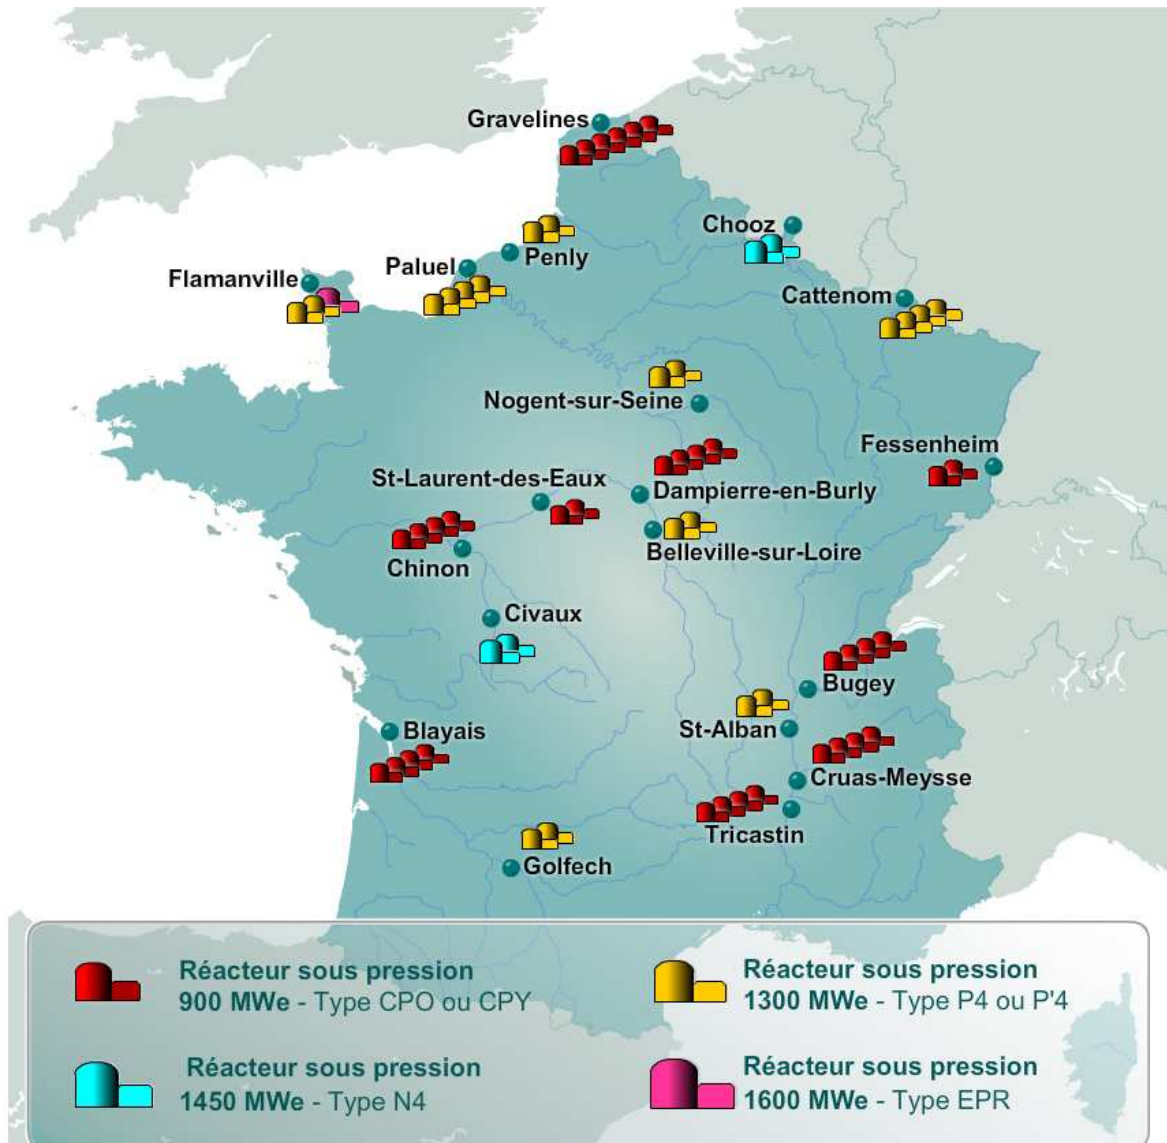 Gravelines
Chooz
Penly
Paluel
Flamanville
Cattenom
Nogent-sur-Seine
Fessenheim
St-Laurent-des-Eaux
Dampierre-en-Burly
Belleville-sur-Loire
Chinon
Civaux
Bugey
St-Alban
Blayais
Cruas-Meysse
Tricastin
Golfech
Réacteur sous pression
900 MWe - Type CPO ou CPY
Réacteur sous pression
1300 MWe - Type P4 ou P'4
Réacteur sous pression
1450 MWe - Type N4
Réacteur sous pression
1600 MWe - Type EPR